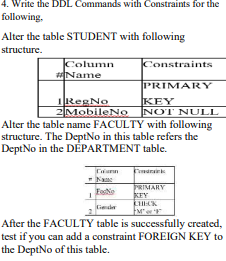 4. Write the DDL Commands with Constraints for the
following,
Alter the table STUDENT with following
structure.
# Column Name Constraints
1 RegNo PRIMARY KEY
2 MobileNo NOT NULL
Alter the table name FACULTY with following
structure. The DeptNo in this table refers the
DeptNo in the DEPARTMENT table.
# Column Name Constraints
1 FacNo PRIMARY KEY
2 Gender CHECK 'M' or 'F'
After the FACULTY table is successfully created,
test if you can add a constraint FOREIGN KEY to
the DeptNo of this table.